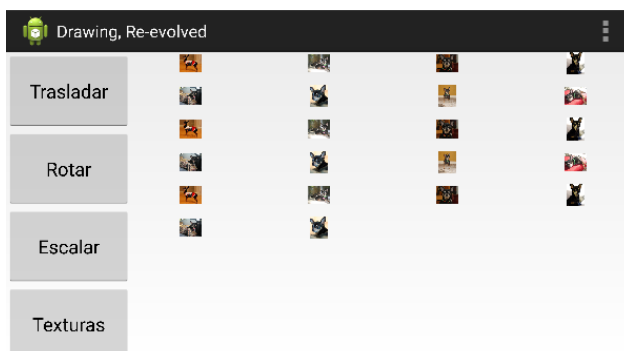 Drawing, Re-evolved
Trasladar
Rotar
Escalar
Texturas